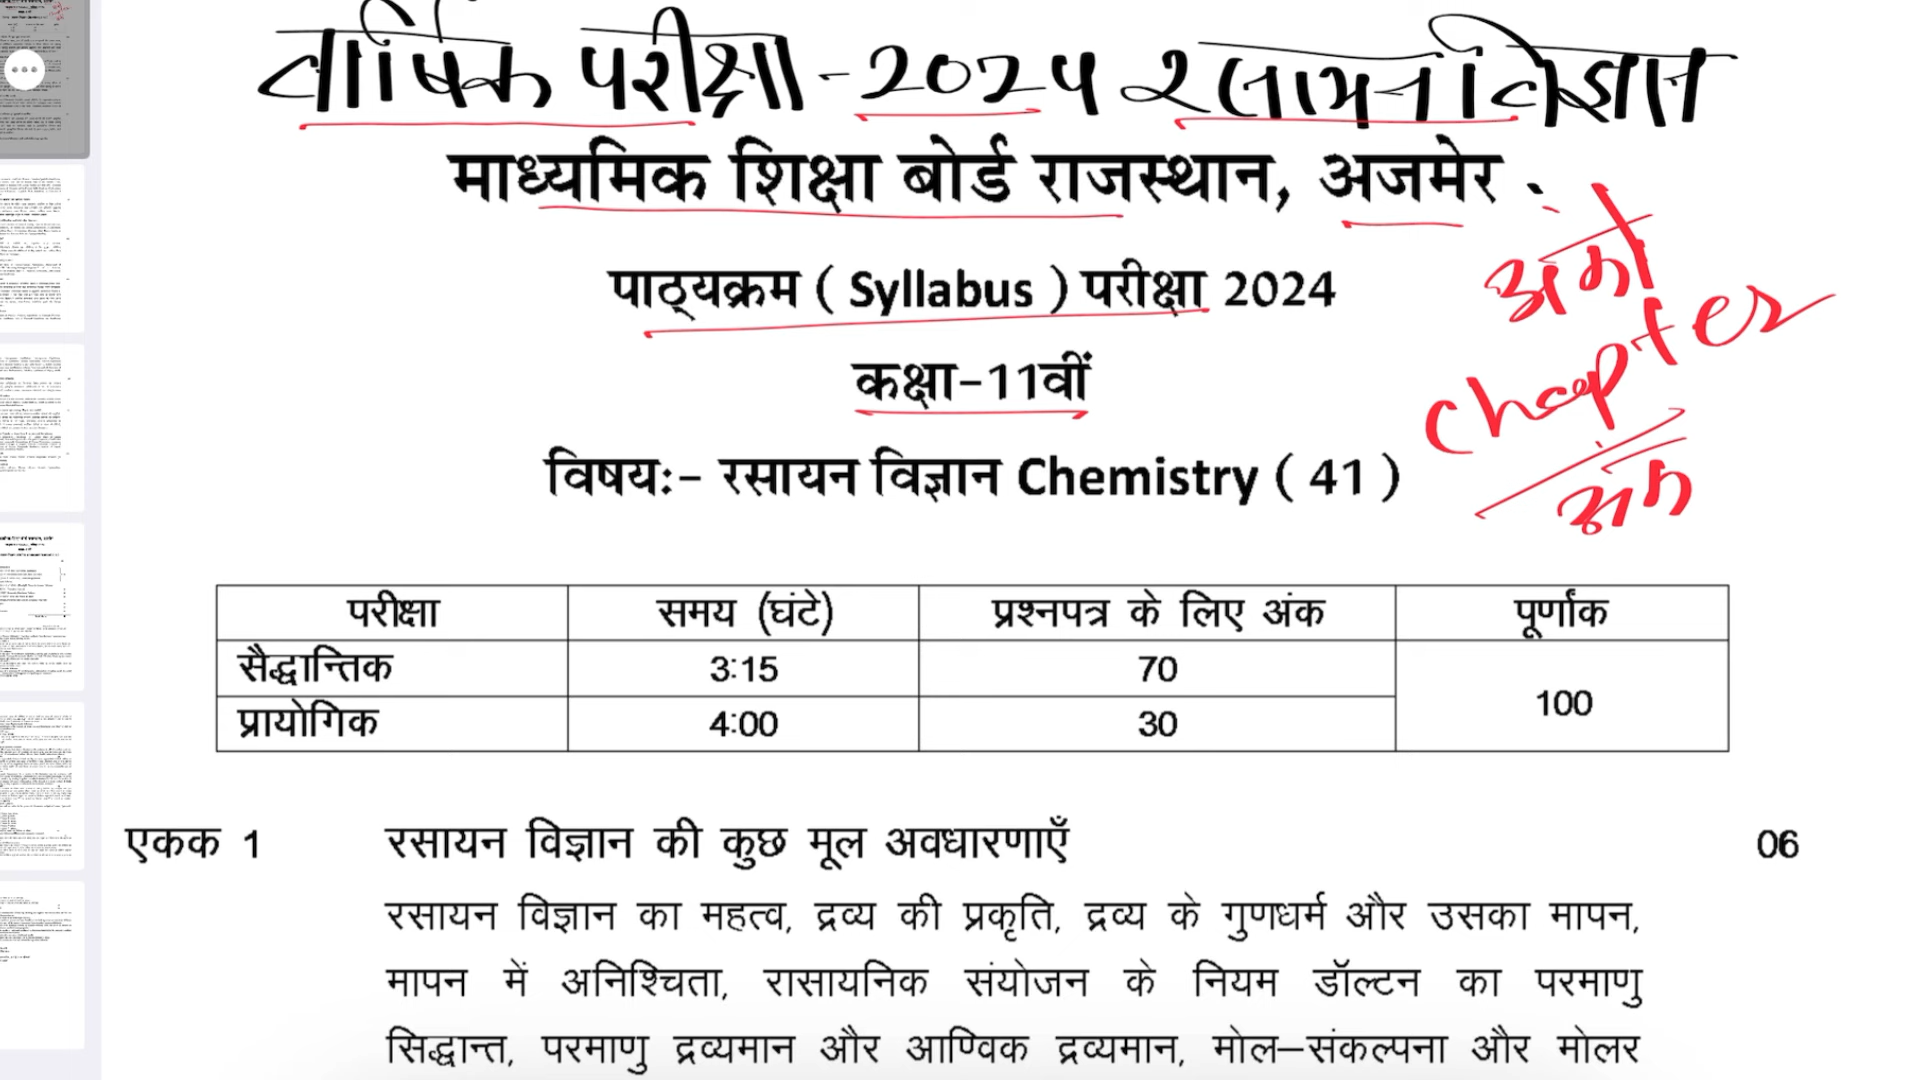 वार्षिक परीक्षा-2024 रसायन विज्ञान
माध्यमिक शिक्षा बोर्ड राजस्थान, अजमेर
पाठ्यक्रम ( Syllabus ) परीक्षा 2024
कक्षा-11वीं
विषयः- रसायन विज्ञान Chemistry ( 41 )
chapter
परीक्षा समय (घंटे) प्रश्नपत्र के लिए अंक पूर्णांक
सैद्धान्तिक 3:15 70 100
प्रायोगिक 4:00 30
एकक 1 रसायन विज्ञान की कुछ मूल अवधारणाएँ 06
रसायन विज्ञान का महत्व, द्रव्य की प्रकृति, द्रव्य के गुणधर्म और उसका मापन,
मापन में अनिश्चिता, रासायनिक संयोजन के नियम डॉल्टन का परमाणु
सिद्धान्त, परमाणु द्रव्यमान और आण्विक द्रव्यमान, मोल–संकल्पना और मोलर